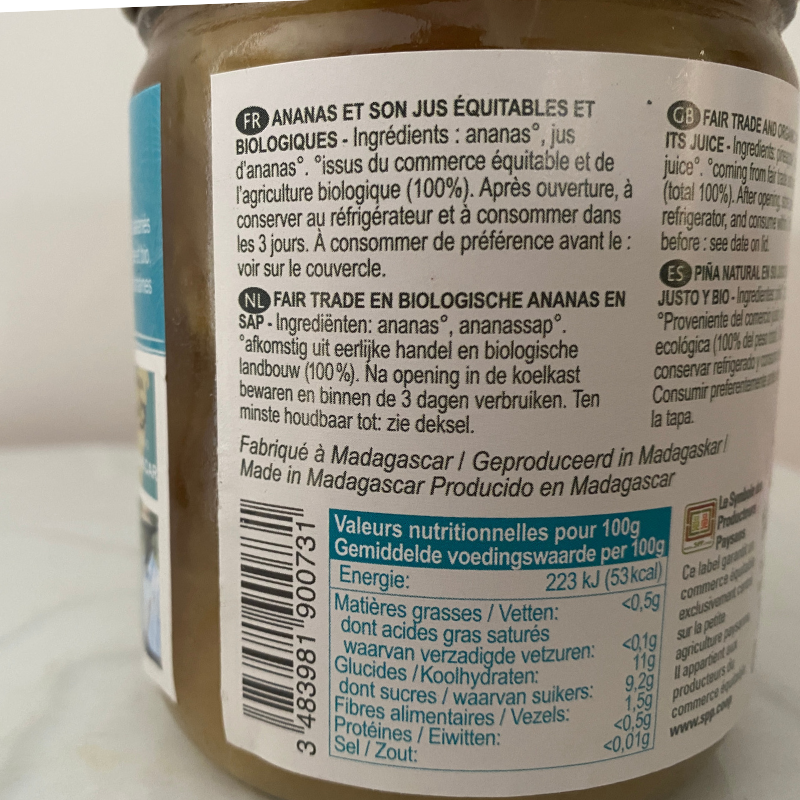 FR ANANAS ET SON JUS ÉQUITABLES ET
BIOLOGIQUES - Ingrédients : ananas°, jus
d'ananas°. °issus du commerce équitable et de
l'agriculture biologique (100%). Après ouverture, à
conserver au réfrigérateur et à consommer dans
les 3 jours. À consommer de préférence avant le :
voir sur le couvercle.
NL FAIR TRADE EN BIOLOGISCHE ANANAS EN
SAP - Ingrediënten: ananas°, ananassap°.
°afkomstig uit eerlijke handel en biologische
landbouw (100%). Na opening in de koelkast
bewaren en binnen de 3 dagen verbruiken. Ten
minste houdbaar tot: zie deksel.
Fabriqué à Madagascar / Geproduceerd in Madagaskar /
Made in Madagascar Producido en Madagascar
GB FAIR TRADE AND
ITS JUICE - Ingredients:
juice°. °coming from fair
(total 100%). After opening,
refrigerator, and consume
before : see date on lid.
ES PIÑA NATURAL EN
JUSTO Y BIO - Ingredientes:
°Proveniente del comercio
ecológica (100% del peso
conservar refrigerado y
Consumir preferentemente
la tapa.
3 483981 900731
Valeurs nutritionnelles pour 100g
Gemiddelde voedingswaarde per 100g
Energie: 223 kJ (53kcal)
Matières grasses / Vetten: <0,5g
dont acides gras saturés
waarvan verzadigde vetzuren: <0,1g
Glucides / Koolhydraten: 11g
dont sucres / waarvan suikers: 9,2g
Fibres alimentaires / Vezels: 1,5g
Protéines / Eiwitten: <0,5g
Sel / Zout: <0,01g
Le Symbole des
Producteurs
Paysans
Ce label garantit un
commerce équitable
exclusivement
sur la petite
agriculture paysanne.
Il appartient aux
producteurs du
commerce équitable.
www.spp.coop